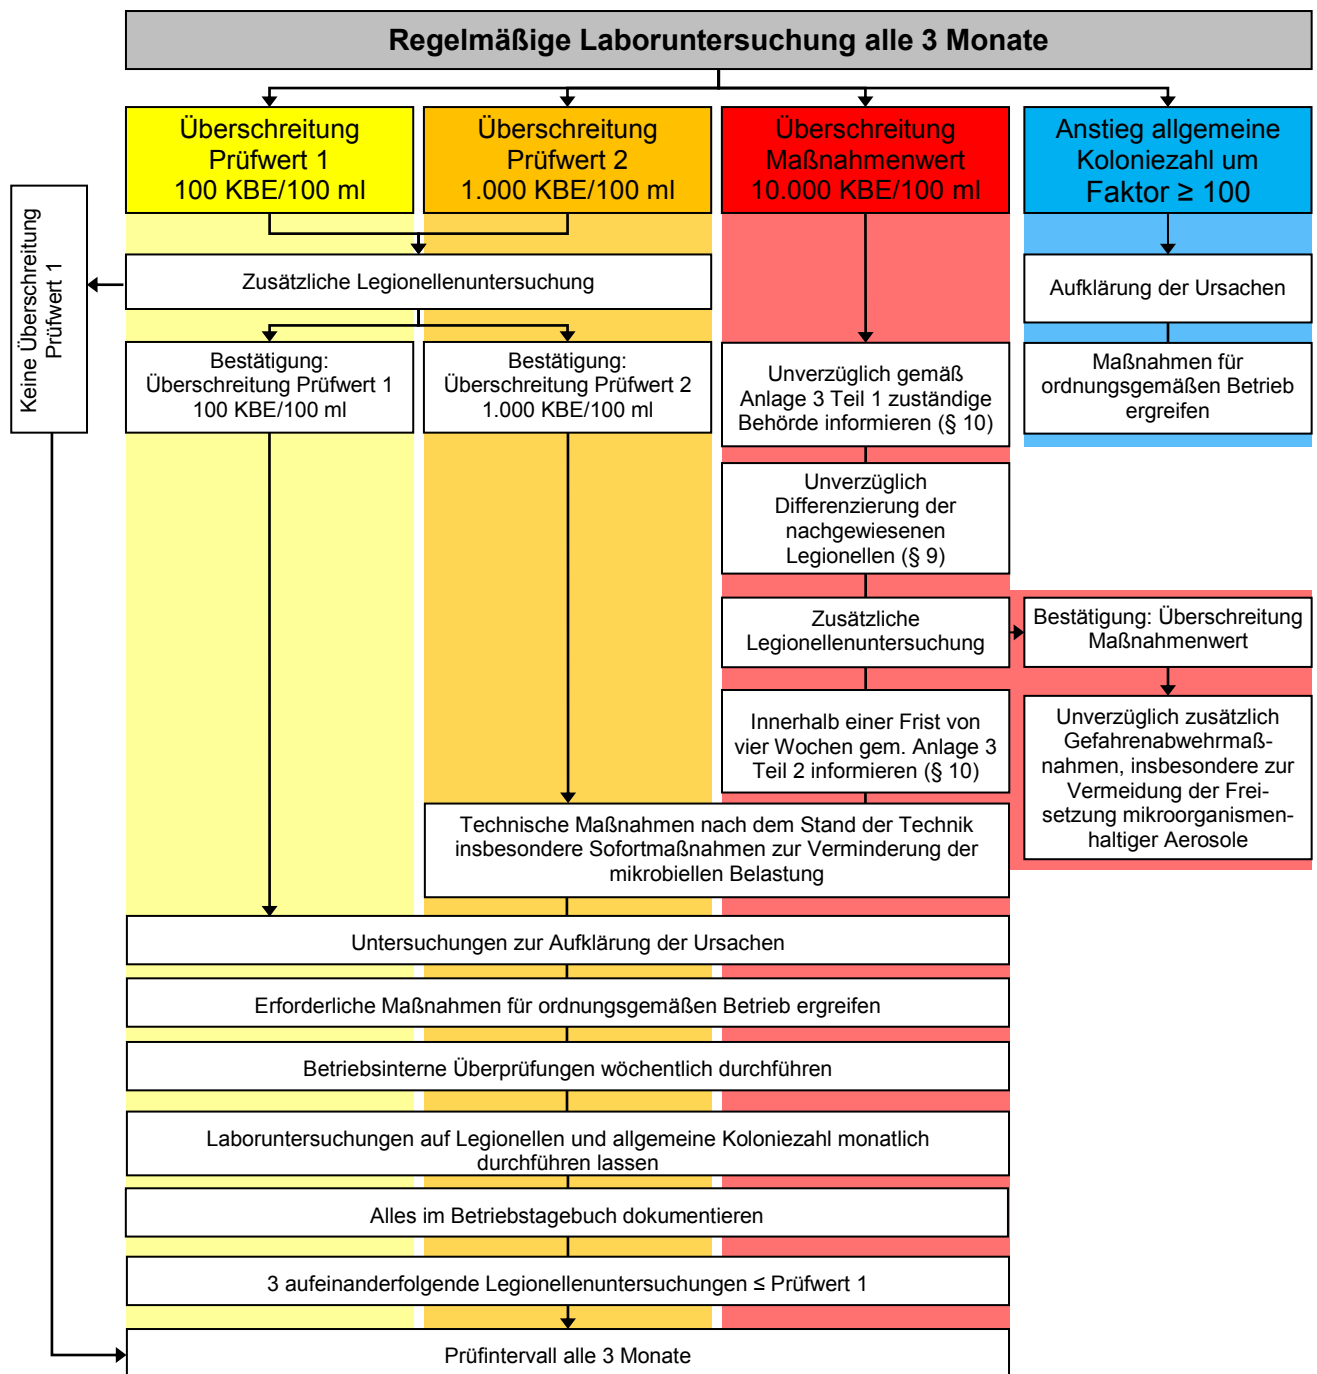 Regelmäßige Laboruntersuchung alle 3 Monate
Überschreitung
Prüfwert 1
100 KBE/100 ml
Überschreitung
Prüfwert 2
1.000 KBE/100 ml
Überschreitung
Maßnahmenwert
10.000 KBE/100 ml
Anstieg allgemeine
Koloniezahl um
Faktor ≥ 100
Keine Überschreitung
Prüfwert 1
Zusätzliche Legionellenuntersuchung
Aufklärung der Ursachen
Bestätigung:
Überschreitung Prüfwert 1
100 KBE/100 ml
Bestätigung:
Überschreitung Prüfwert 2
1.000 KBE/100 ml
Unverzüglich gemäß
Anlage 3 Teil 1 zuständige
Behörde informieren (§ 10)
Maßnahmen für
ordnungsgemäßen Betrieb
ergreifen
Unverzüglich
Differenzierung der
nachgewiesenen
Legionellen (§ 9)
Zusätzliche
Legionellenuntersuchung
Bestätigung: Überschreitung
Maßnahmenwert
Innerhalb einer Frist von
vier Wochen gem. Anlage 3
Teil 2 informieren (§ 10)
Unverzüglich zusätzlich
Gefahrenabwehrmaß-
nahmen, insbesondere zur
Vermeidung der Frei-
setzung mikroorganismen-
haltiger Aerosole
Technische Maßnahmen nach dem Stand der Technik
insbesondere Sofortmaßnahmen zur Verminderung der
mikrobiellen Belastung
Untersuchungen zur Aufklärung der Ursachen
Erforderliche Maßnahmen für ordnungsgemäßen Betrieb ergreifen
Betriebsinterne Überprüfungen wöchentlich durchführen
Laboruntersuchungen auf Legionellen und allgemeine Koloniezahl monatlich
durchführen lassen
Alles im Betriebstagebuch dokumentieren
3 aufeinanderfolgende Legionellenuntersuchungen ≤ Prüfwert 1
Prüfintervall alle 3 Monate